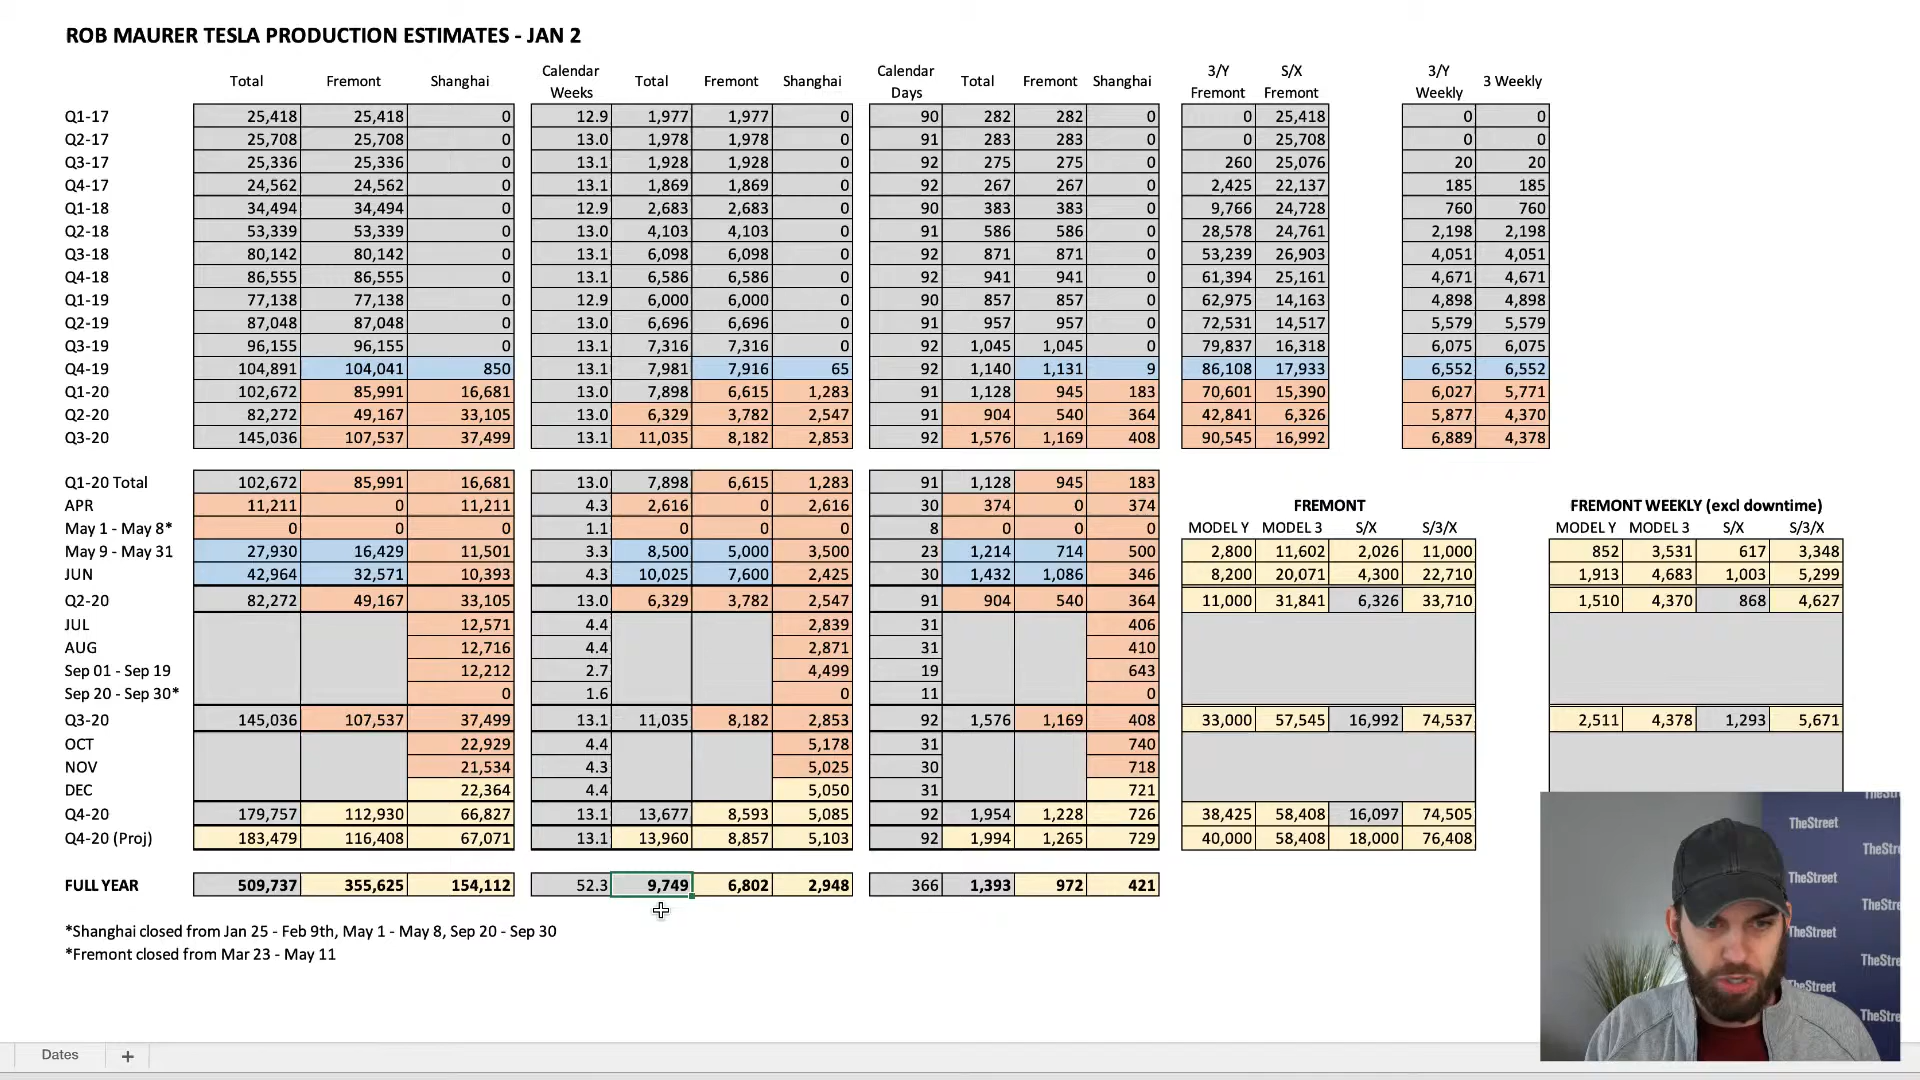 ROB MAURER TESLA PRODUCTION ESTIMATES - JAN 2
Total Fremont Shanghai Calendar Weeks Total Fremont Shanghai Calendar Days Total Fremont Shanghai 3/Y Fremont S/X Fremont 3/Y Weekly 3 Weekly
Q1-17 25,418 25,418 0 12.9 1,977 1,977 0 90 282 282 0 0 25,418 0 0
Q2-17 25,708 25,708 0 13.0 1,978 1,978 0 91 283 283 0 0 25,708 0 0
Q3-17 25,336 25,336 0 13.1 1,928 1,928 0 92 275 275 0 260 25,076 20 20
Q4-17 24,562 24,562 0 13.1 1,869 1,869 0 92 267 267 0 2,425 22,137 185 185
Q1-18 34,494 34,494 0 12.9 2,683 2,683 0 90 383 383 0 9,766 24,728 760 760
Q2-18 53,339 53,339 0 13.0 4,103 4,103 0 91 586 586 0 28,578 24,761 2,198 2,198
Q3-18 80,142 80,142 0 13.1 6,098 6,098 0 92 871 871 0 53,239 26,903 4,051 4,051
Q4-18 86,555 86,555 0 13.1 6,586 6,586 0 92 941 941 0 61,394 25,161 4,671 4,671
Q1-19 77,138 77,138 0 12.9 6,000 6,000 0 90 857 857 0 62,975 14,163 4,898 4,898
Q2-19 87,048 87,048 0 13.0 6,696 6,696 0 91 957 957 0 72,531 14,517 5,579 5,579
Q3-19 96,155 96,155 0 13.1 7,316 7,316 0 92 1,045 1,045 0 79,837 16,318 6,075 6,075
Q4-19 104,891 104,041 850 13.1 7,981 7,916 65 92 1,140 1,131 9 86,108 17,933 6,552 6,552
Q1-20 102,672 85,991 16,681 13.0 7,898 6,615 1,283 91 1,128 945 183 70,601 15,390 6,027 5,771
Q2-20 82,272 49,167 33,105 13.0 6,329 3,782 2,547 91 904 540 364 42,841 6,326 5,877 4,370
Q3-20 145,036 107,537 37,499 13.1 11,035 8,182 2,853 92 1,576 1,169 408 90,545 16,992 6,889 4,378
Q1-20 Total 102,672 85,991 16,681 13.0 7,898 6,615 1,283 91 1,128 945 183
APR 11,211 0 11,211 4.3 2,616 0 2,616 30 374 0 374 FREMONT FREMONT WEEKLY (excl downtime)
May 1 - May 8* 0 0 0 1.1 0 0 0 8 0 0 0 MODEL Y MODEL 3 S/X S/3/X MODEL Y MODEL 3 S/X S/3/X
May 9 - May 31 27,930 16,429 11,501 3.3 8,500 5,000 3,500 23 1,214 714 500 2,800 11,602 2,026 11,000 852 3,531 617 3,348
JUN 42,964 32,571 10,393 4.3 10,025 7,600 2,425 30 1,432 1,086 346 8,200 20,071 4,300 22,710 1,913 4,683 1,003 5,299
Q2-20 82,272 49,167 33,105 13.0 6,329 3,782 2,547 91 904 540 364 11,000 31,841 6,326 33,710 1,510 4,370 868 4,627
JUL 12,571 4.4 2,839 31 406
AUG 12,716 4.4 2,871 31 410
Sep 01 - Sep 19 12,212 2.7 4,499 19 643
Sep 20 - Sep 30* 0 1.6 0 11 0
Q3-20 145,036 107,537 37,499 13.1 11,035 8,182 2,853 92 1,576 1,169 408 33,000 57,545 16,992 74,537 2,511 4,378 1,293 5,671
OCT 22,929 4.4 5,178 31 740
NOV 21,534 4.3 5,025 30 718
DEC 22,364 4.4 5,050 31 721
Q4-20 179,757 112,930 66,827 13.1 13,677 8,593 5,085 92 1,954 1,228 726 38,425 58,408 16,097 74,505
Q4-20 (Proj) 183,479 116,408 67,071 13.1 13,960 8,857 5,103 92 1,994 1,265 729 40,000 58,408 18,000 76,408
FULL YEAR 509,737 355,625 154,112 52.3 9,749 6,802 2,948 366 1,393 972 421
*Shanghai closed from Jan 25 - Feb 9th, May 1 - May 8, Sep 20 - Sep 30
*Fremont closed from Mar 23 - May 11
Dates +
TheStreet
TheStreet
TheStreet
TheStreet